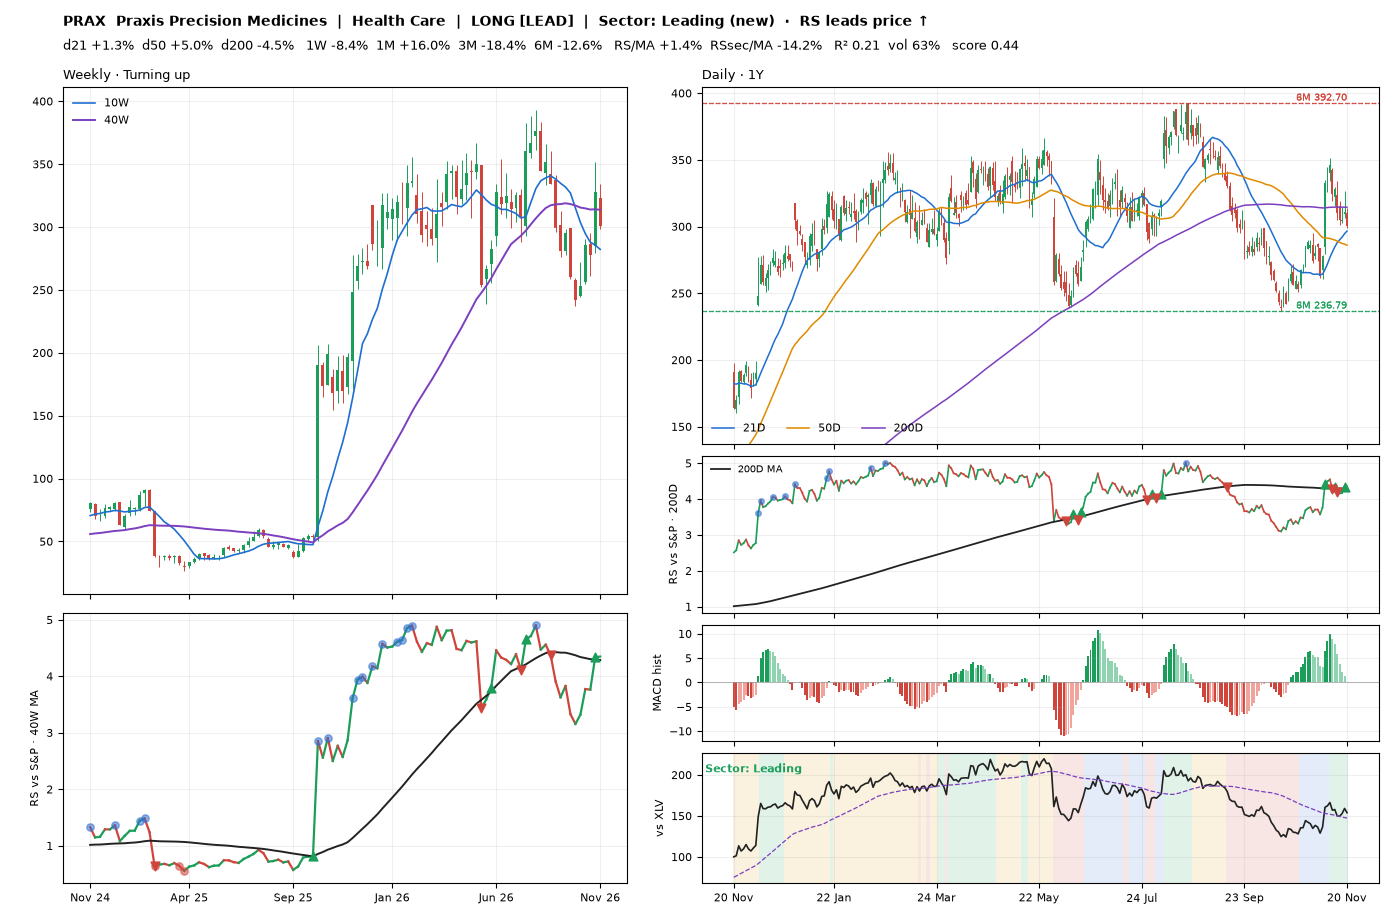 PRAX  Praxis Precision Medicines  |  Health Care  |  LONG [LEAD]  |  Sector: Leading (new)  ·  RS leads price ↑
d21 +1.3%  d50 +5.0%  d200 -4.5%   1W -8.4%  1M +16.0%  3M -18.4%  6M -12.6%   RS/MA +1.4%  RSsec/MA -14.2%   R² 0.21  vol 63%   score 0.44
Weekly · Turning up
10W
40W
400
350
300
250
200
150
100
50
RS vs S&P · 40W MA
5
4
3
2
1
Nov 24
Apr 25
Sep 25
Jan 26
Jun 26
Nov 26
Daily · 1Y
400
350
300
250
200
150
6M 392.70
6M 236.79
21D
50D
200D
RS vs S&P · 200D
5
4
3
2
1
200D MA
MACD hist
10
5
0
−5
−10
vs XLV
200
150
100
Sector: Leading
20 Nov
22 Jan
24 Mar
22 May
24 Jul
23 Sep
20 Nov